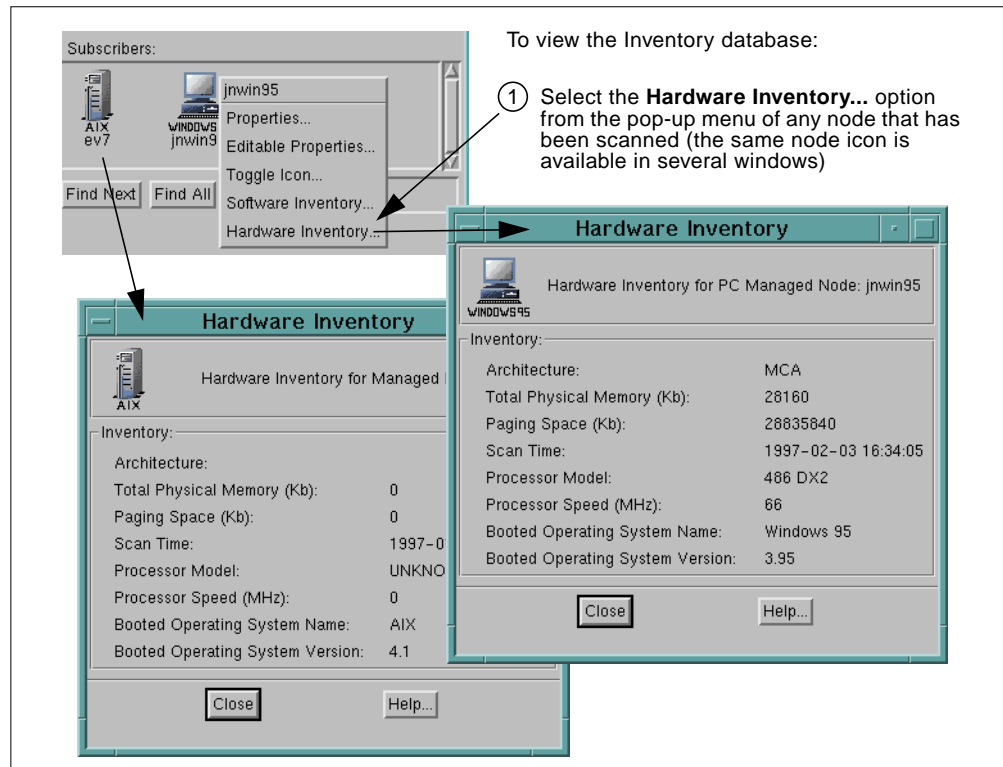 Subscribers:
To view the Inventory database:
AIX
ev7
WINDOWS
jnwin9
jnwin95
Properties...
Editable Properties...
Toggle Icon...
Software Inventory...
Hardware Inventory...
Find Next
Find All
1 Select the Hardware Inventory... option
from the pop-up menu of any node that has
been scanned (the same node icon is
available in several windows)
Hardware Inventory
WINDOWS95
Hardware Inventory for PC Managed Node: jnwin95
Inventory:
Architecture: MCA
Total Physical Memory (Kb): 28160
Paging Space (Kb): 28835840
Scan Time: 1997-02-03 16:34:05
Processor Model: 486 DX2
Processor Speed (MHz): 66
Booted Operating System Name: Windows 95
Booted Operating System Version: 3.95
Close Help...
Hardware Inventory
AIX
Hardware Inventory for Managed
Inventory:
Architecture:
Total Physical Memory (Kb): 0
Paging Space (Kb): 0
Scan Time: 1997-0
Processor Model: UNKNO
Processor Speed (MHz): 0
Booted Operating System Name: AIX
Booted Operating System Version: 4.1
Close Help...